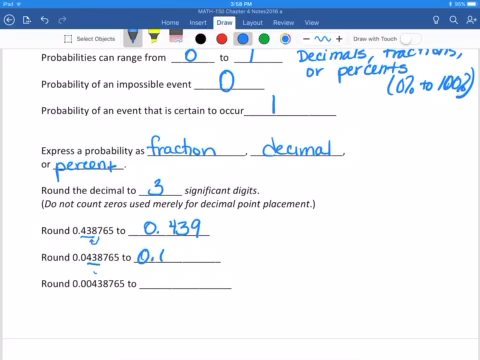 iPad
3:58 PM
MATH-150 Chapter 4 Notes2016 a
Home Insert Draw Layout Review View
Select Objects Draw with Touch
Probabilities can range from 0 to 1 Decimals, fractions,
or percents
(0% to 100%)
Probability of an impossible event 0
Probability of an event that is certain to occur 1
Express a probability as fraction, decimal,
or percent.
Round the decimal to 3 significant digits.
(Do not count zeros used merely for decimal point placement.)
Round 0.438765 to 0.439
Round 0.0438765 to 0.0
Round 0.00438765 to